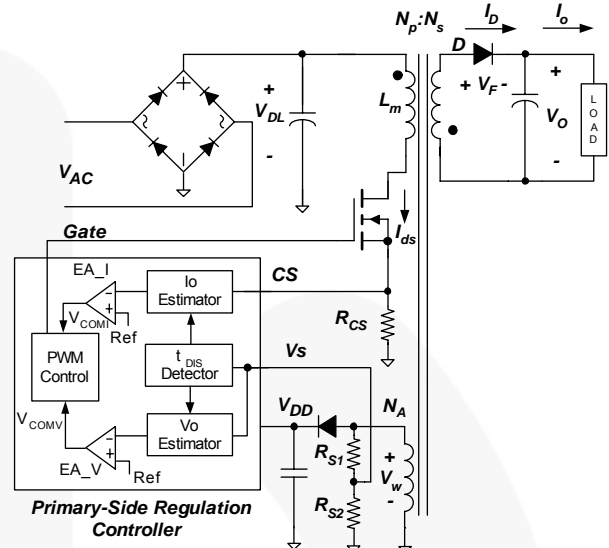 Np:Ns
ID
Io
D
+ VF -
+
VDL
-
Lm
+
VO
-
LOAD
VAC
Gate
Ids
EA_I
CS
Io
Estimator
VCOMI
Ref
RCS
PWM
Control
tDIS
Detector
Vs
VDD
NA
VCOMV
Vo
Estimator
RS1
+
Vw
-
EA_V
Ref
RS2
Primary-Side Regulation
Controller